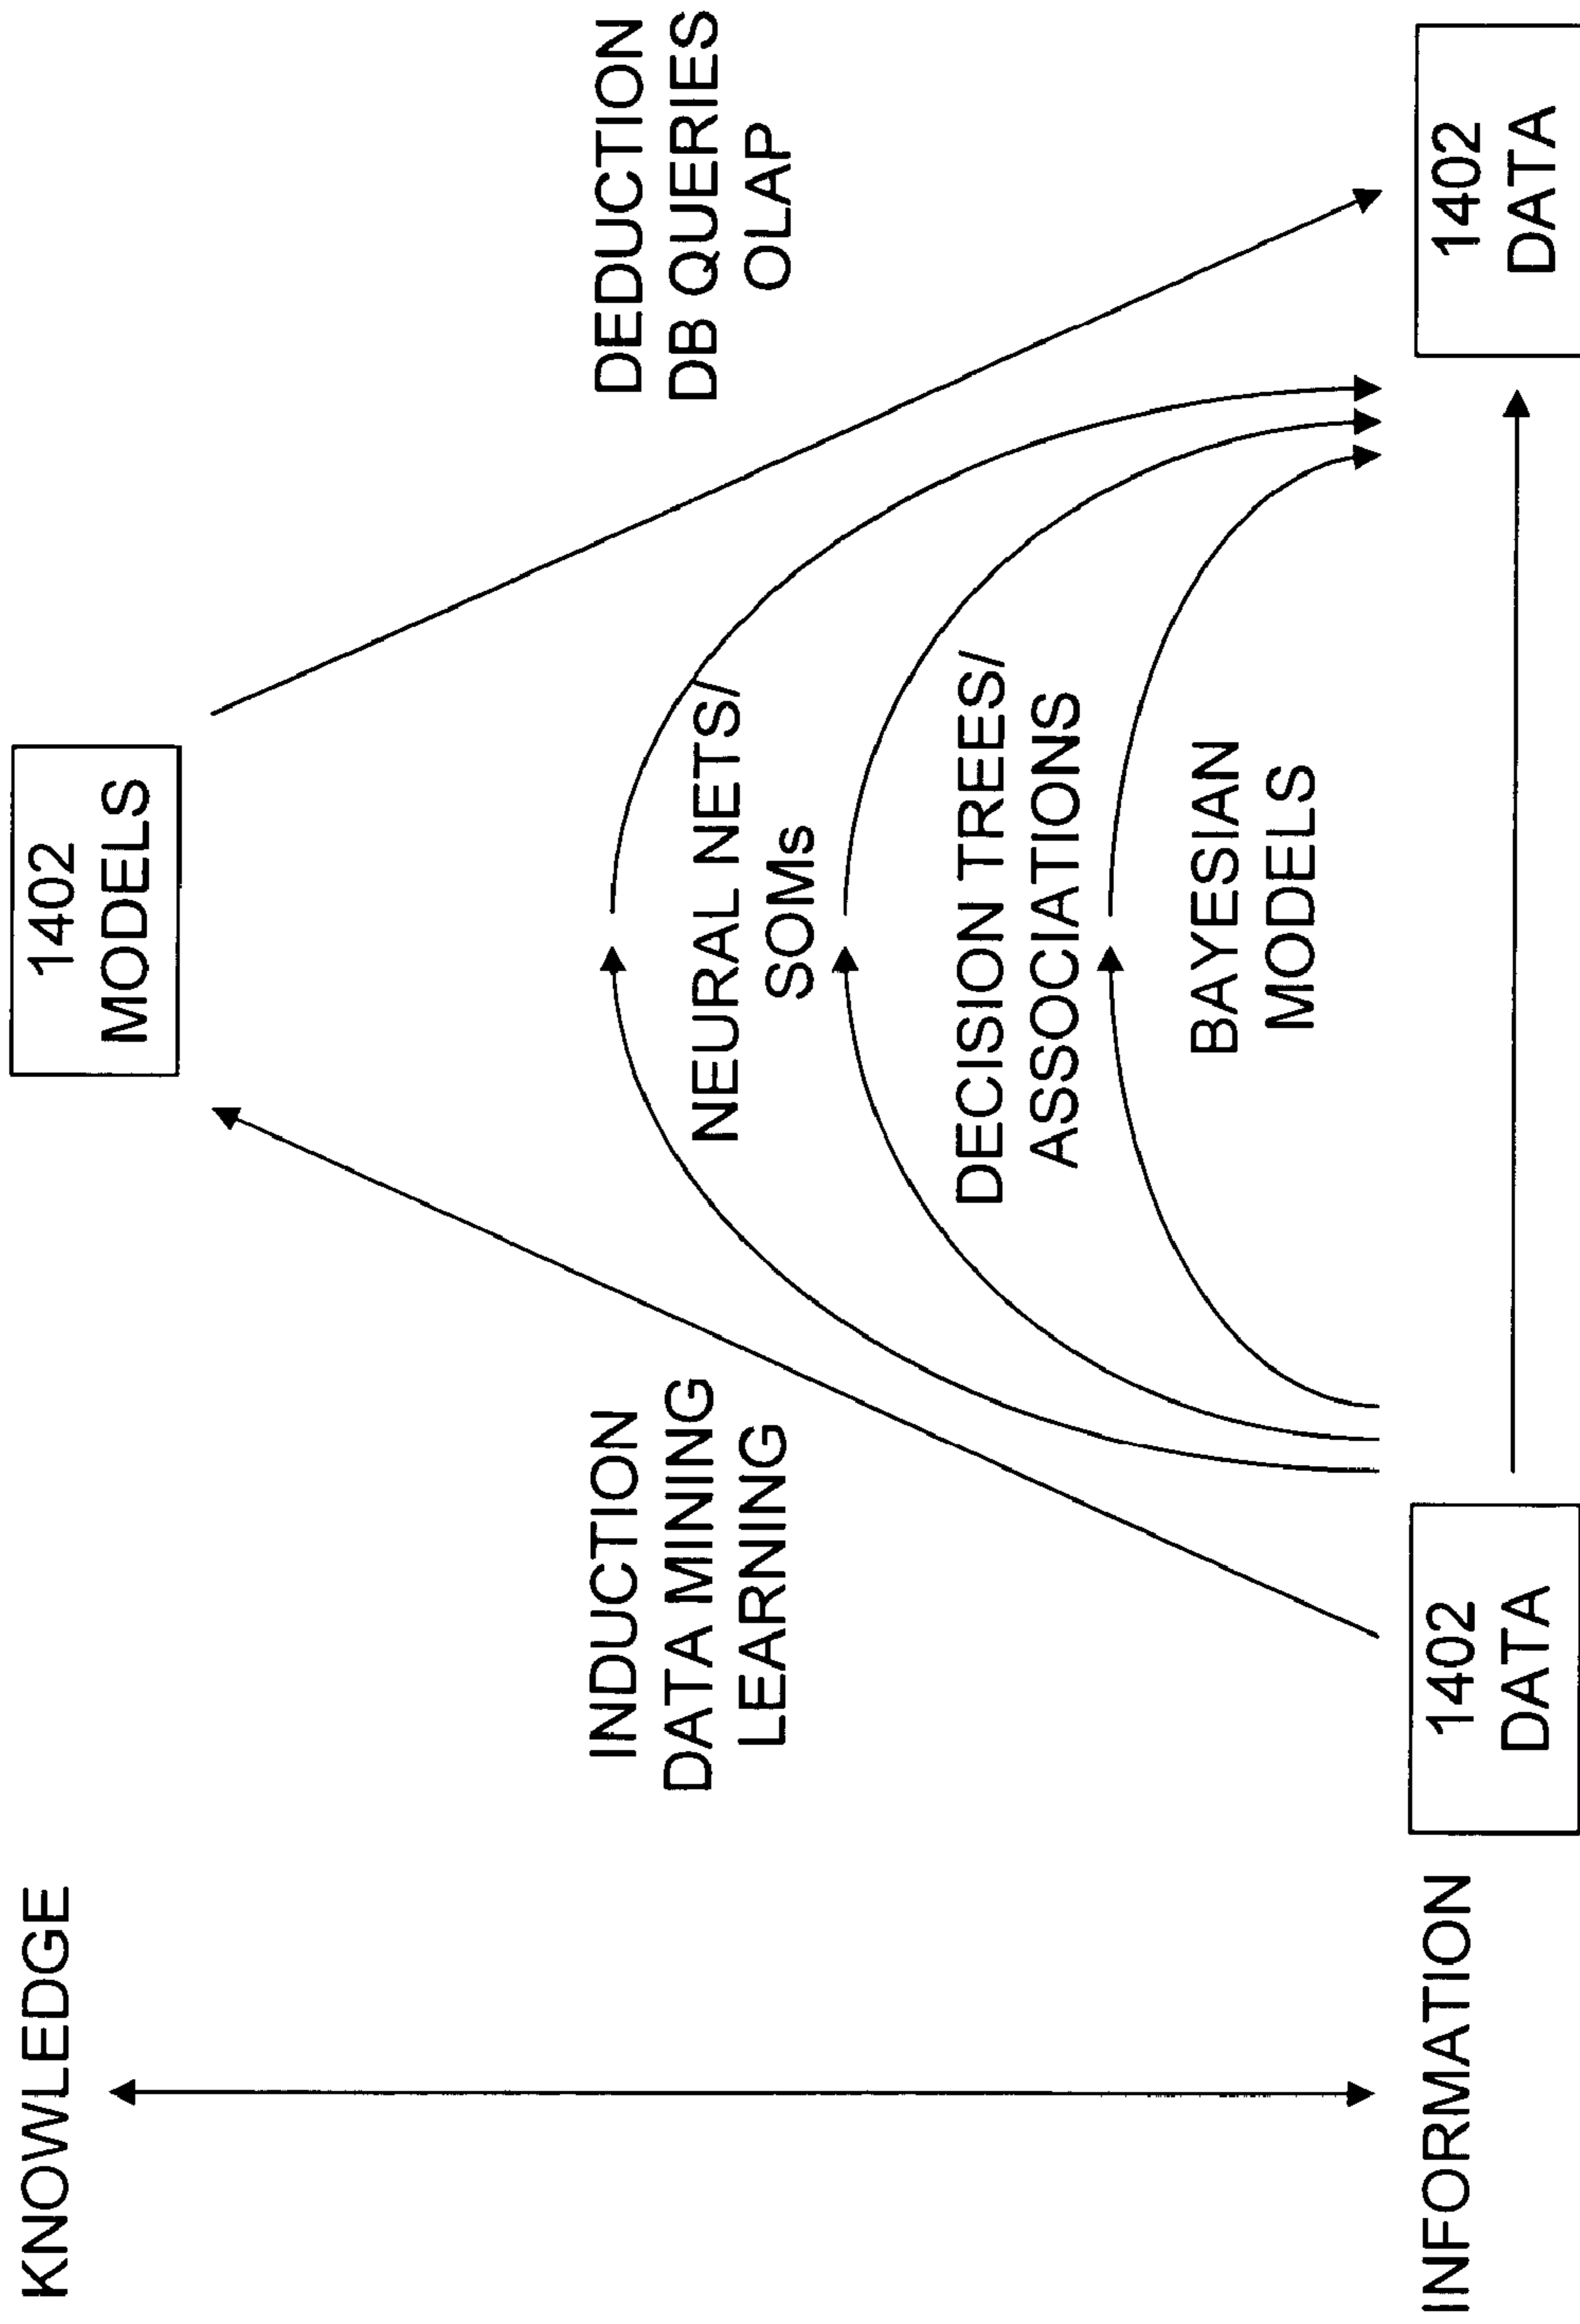 KNOWLEDGE
1402
MODELS
INDUCTION
DATA MINING
LEARNING
DEDUCTION
DB QUERIES
OLAP
NEURAL NETS/
SOMs
DECISION TREES/
ASSOCIATIONS
BAYESIAN
MODELS
INFORMATION
1402
DATA
1402
DATA